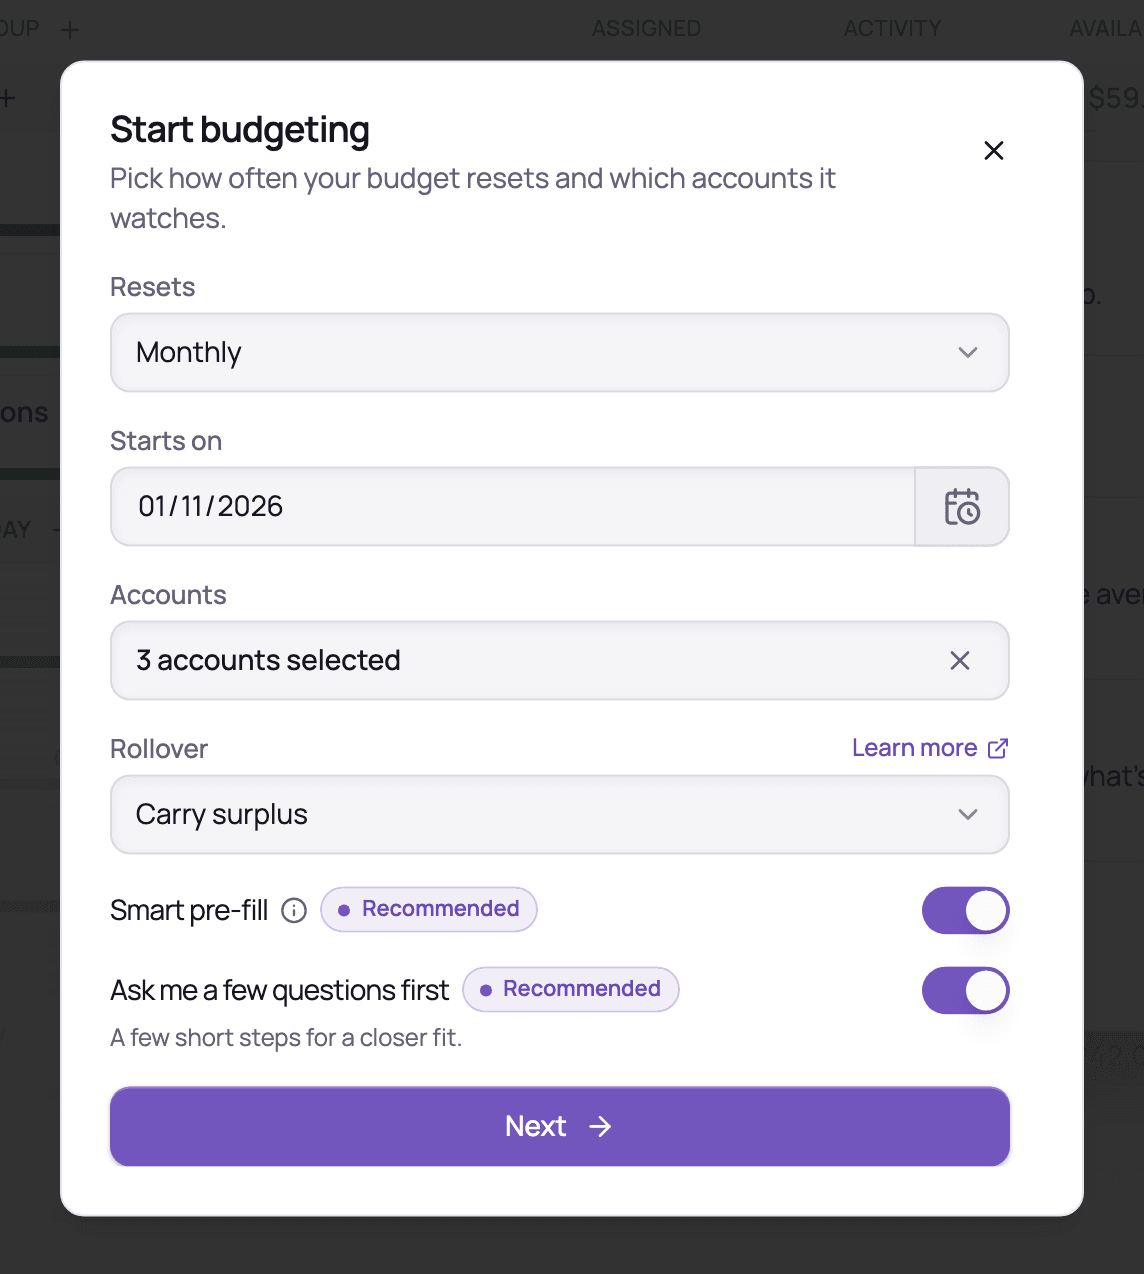 ASSIGNED ACTIVITY
Start budgeting
Pick how often your budget resets and which accounts it
watches.
Resets
Monthly
Starts on
01/11/2026
Accounts
3 accounts selected
Rollover
Learn more
Carry surplus
Smart pre-fill
Recommended
Ask me a few questions first
Recommended
A few short steps for a closer fit.
Next